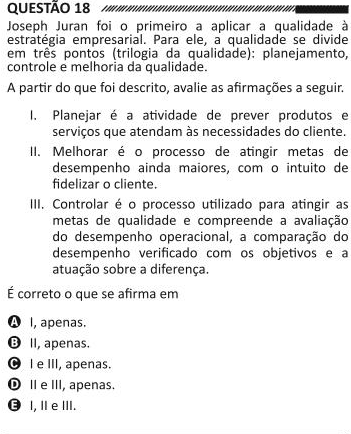 QUESTÃO 18
Joseph Juran foi o primeiro a aplicar a qualidade à
estratégia empresarial. Para ele, a qualidade se divide
em três pontos (trilogia da qualidade): planejamento,
controle e melhoria da qualidade.
A partir do que foi descrito, avalie as afirmações a seguir.
I. Planejar é a atividade de prever produtos e
serviços que atendam às necessidades do cliente.
II. Melhorar é o processo de atingir metas de
desempenho ainda maiores, com o intuito de
fidelizar o cliente.
III. Controlar é o processo utilizado para atingir as
metas de qualidade e compreende a avaliação
do desempenho operacional, a comparação do
desempenho verificado com os objetivos e a
atuação sobre a diferença.
É correto o que se afirma em
A I, apenas.
B II, apenas.
C I e III, apenas.
D II e III, apenas.
E I, II e III.